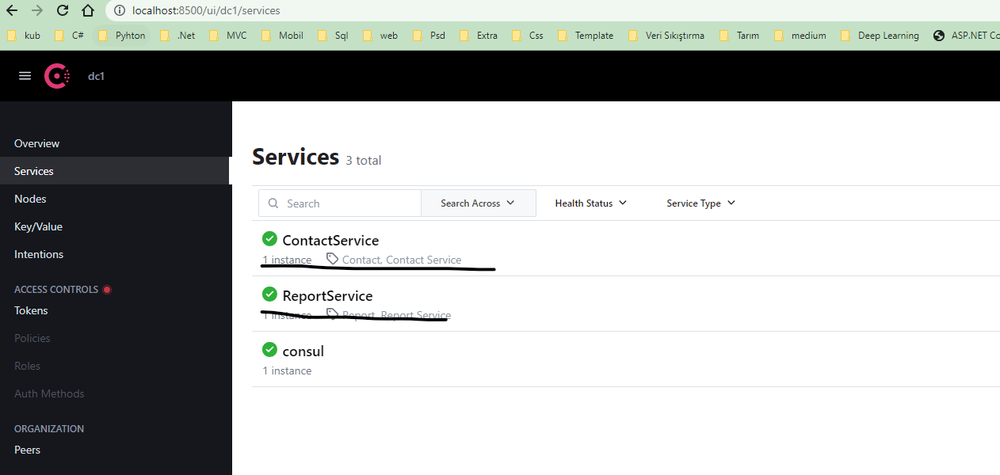 localhost:8500/ui/dc1/services
kub C# Pyhton .Net MVC Mobil Sql web Psd Extra Css Template Veri Sıkıştırma Tarım medium Deep Learning ASP.NET Co
dc1
Overview
Services
Nodes
Key/Value
Intentions
ACCESS CONTROLS
Tokens
Policies
Roles
Auth Methods
ORGANIZATION
Peers
Services 3 total
Search Search Across Health Status Service Type
ContactService
1 instance Contact, Contact Service
ReportService
1 instance Report, Report Service
consul
1 instance